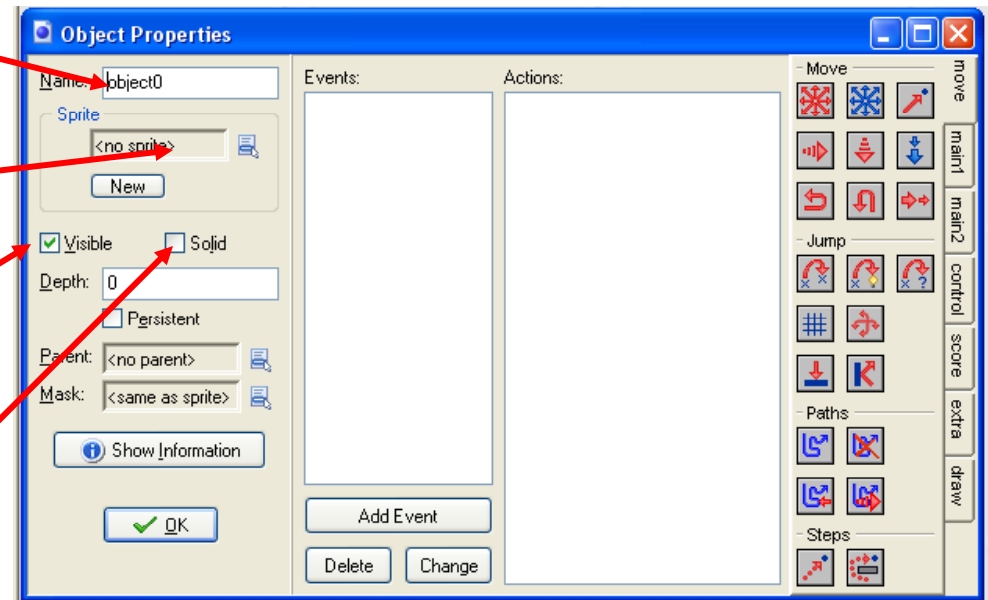 Object Properties
Name: object0
Sprite
<no sprite>
New
Visible Solid
Depth: 0
Persistent
Parent: <no parent>
Mask: <same as sprite>
Show Information
OK
Events:
Add Event
Delete Change
Actions:
Move
Jump
Paths
Steps
move
main1
main2
control
score
extra
draw